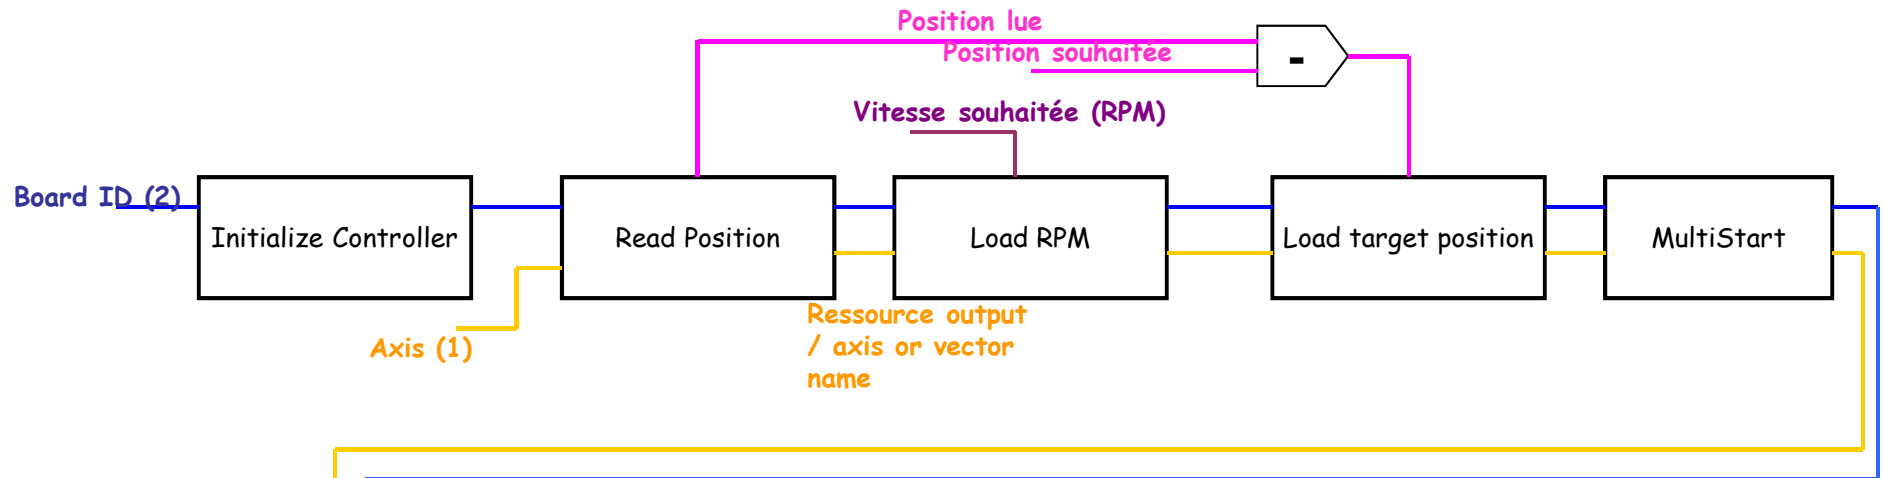 Position lue
Position souhaitée
-
Vitesse souhaitée (RPM)
Board ID (2)
Initialize Controller
Read Position
Load RPM
Load target position
MultiStart
Axis (1)
Ressource output
/ axis or vector
name